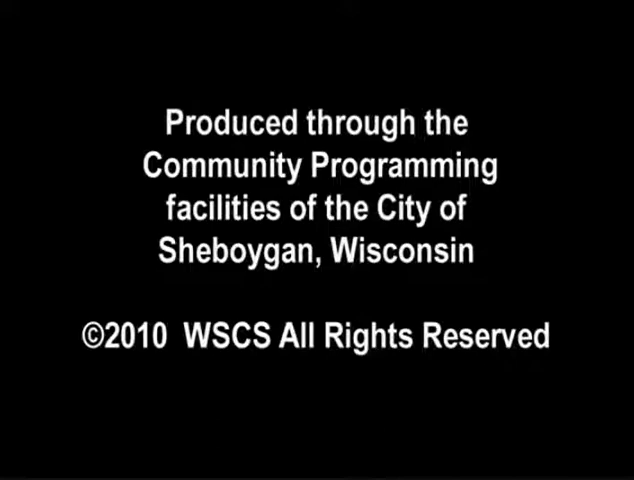 Produced through the
Community Programming
facilities of the City of
Sheboygan, Wisconsin
©2010 WSCS All Rights Reserved